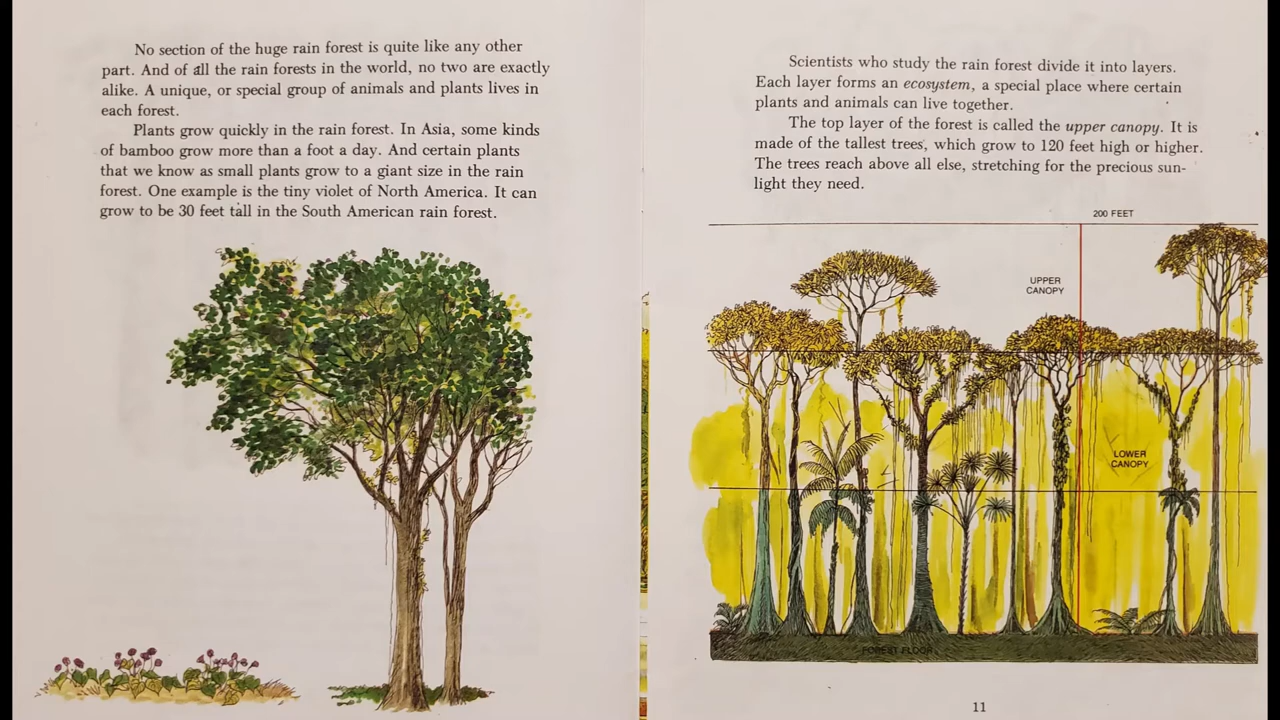 No section of the huge rain forest is quite like any other
part. And of all the rain forests in the world, no two are exactly
alike. A unique, or special group of animals and plants lives in
each forest.
Plants grow quickly in the rain forest. In Asia, some kinds
of bamboo grow more than a foot a day. And certain plants
that we know as small plants grow to a giant size in the rain
forest. One example is the tiny violet of North America. It can
grow to be 30 feet tall in the South American rain forest.
Scientists who study the rain forest divide it into layers.
Each layer forms an ecosystem, a special place where certain
plants and animals can live together.
The top layer of the forest is called the upper canopy. It is
made of the tallest trees, which grow to 120 feet high or higher.
The trees reach above all else, stretching for the precious sun-
light they need.
200 FEET
UPPER
CANOPY
LOWER
CANOPY
FOREST FLOOR
11